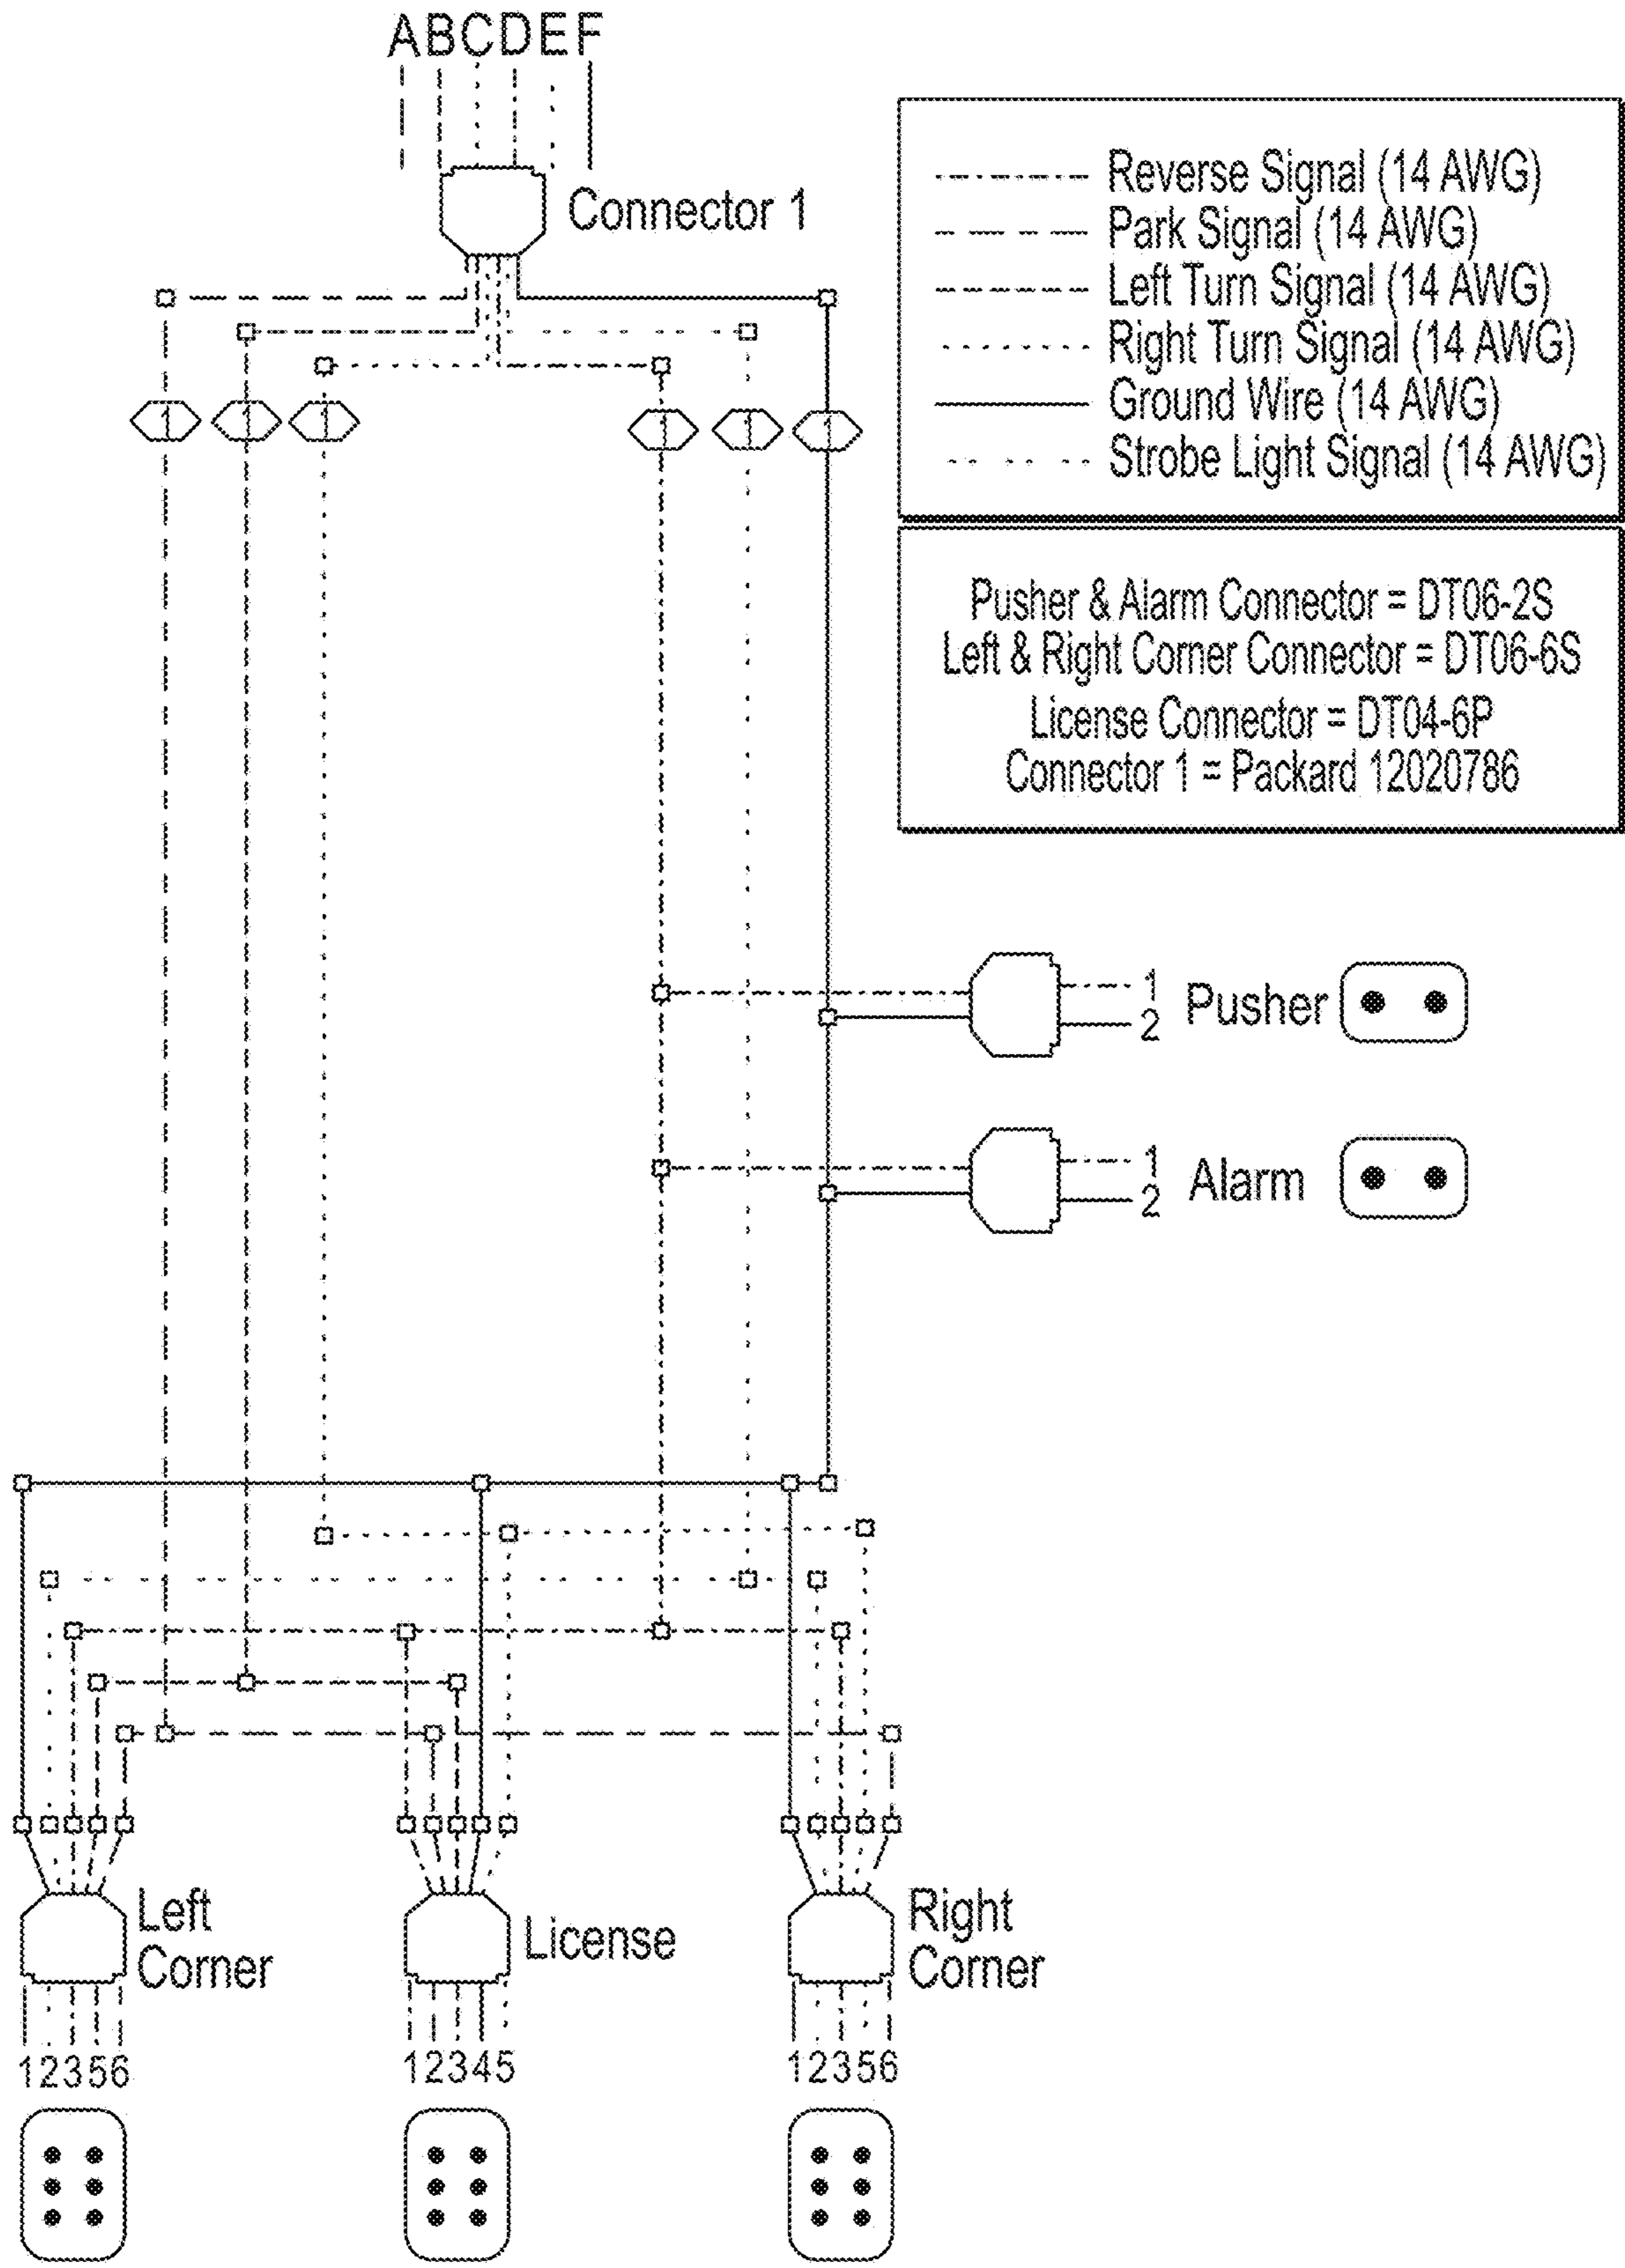 ABCDEF
Connector 1
Reverse Signal (14 AWG)
Park Signal (14 AWG)
Left Turn Signal (14 AWG)
Right Turn Signal (14 AWG)
Ground Wire (14 AWG)
Strobe Light Signal (14 AWG)
1 1 1 1 1 1
Pusher & Alarm Connector = DT06-2S
Left & Right Corner Connector = DT06-6S
License Connector = DT04-6P
Connector 1 = Packard 12020786
1
2
Pusher
1
2
Alarm
Left
Corner
License
Right
Corner
12356
12345
12356